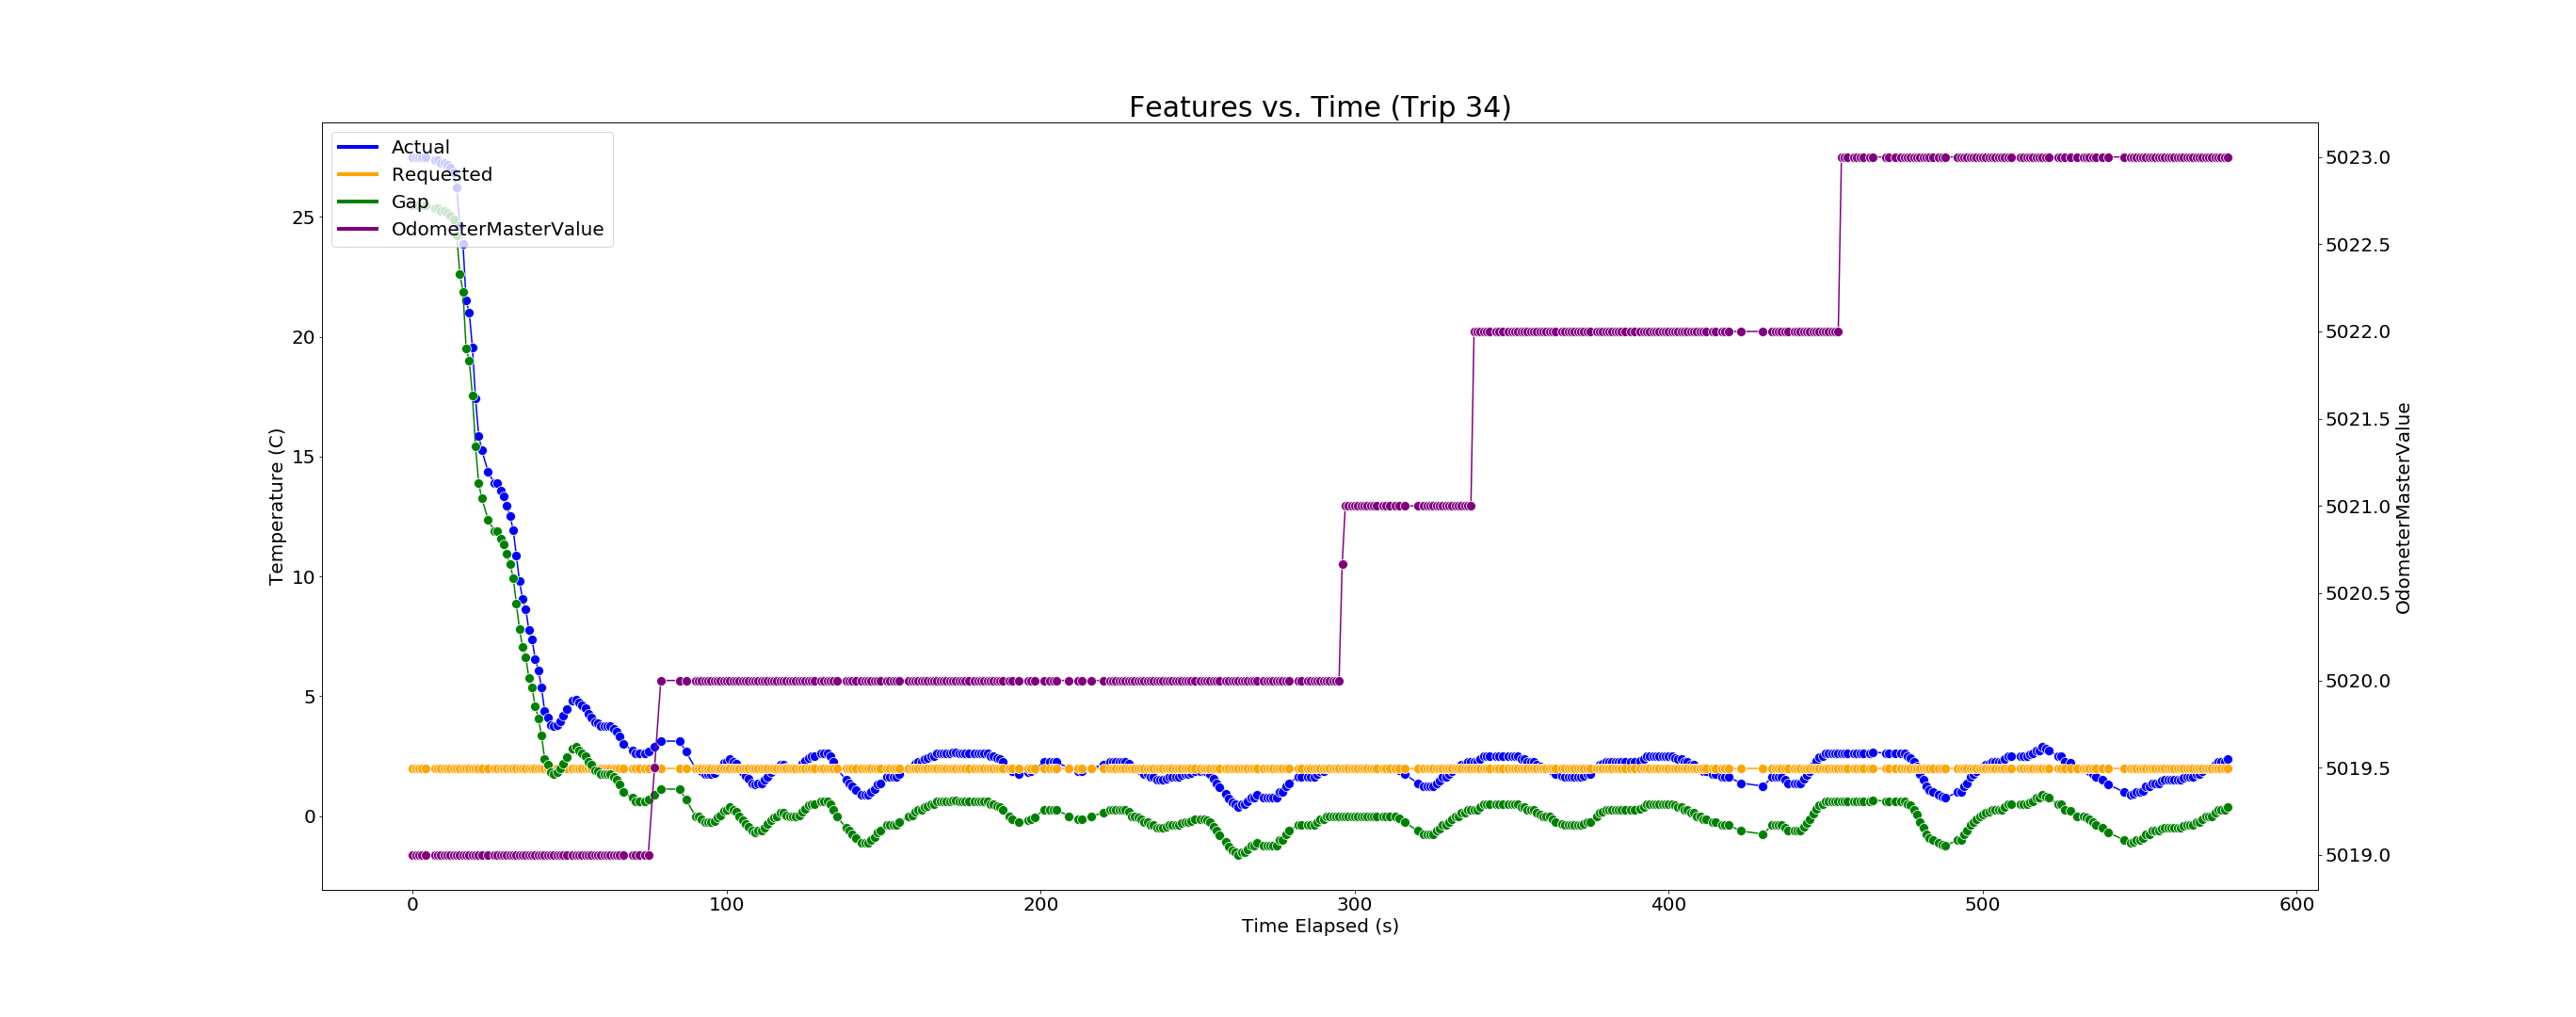 Features vs. Time (Trip 34)
Actual
Requested
Gap
OdometerMasterValue
25
20
15
10
5
0
Temperature (C)
5023.0
5022.5
5022.0
5021.5
5021.0
5020.5
5020.0
5019.5
5019.0
OdometerMasterValue
0 100 200 300 400 500 600
Time Elapsed (s)